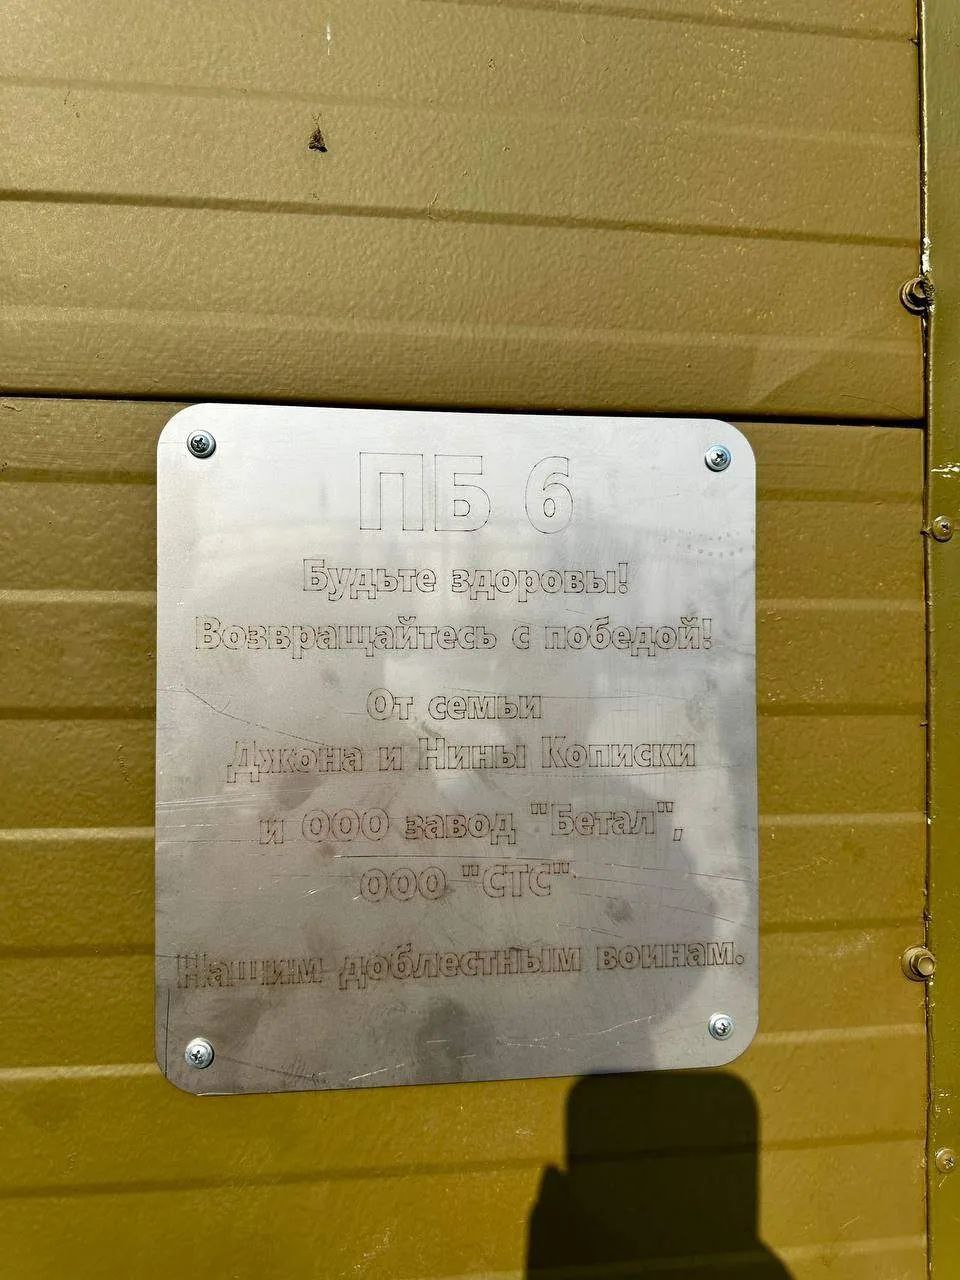 ПБ 6
Будьте здоровы!
Возвращайтесь с победой!
От семьи
Джона и Нины Кописки
и ООО завод "Бетал",
ООО "СТС"
Нашим доблестным воинам.